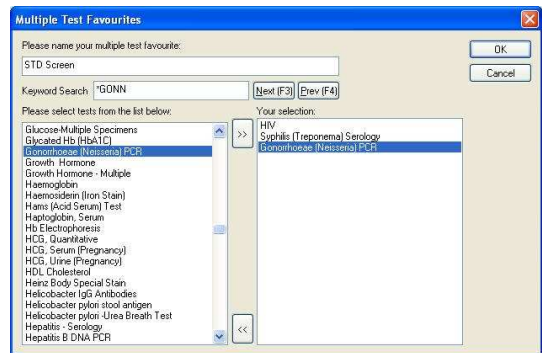 Multiple Test Favourites
Please name your multiple test favourite:
OK
STD Screen
Cancel
Keyword Search *GONN Next (F3) Prev (F4)
Please select tests from the list below:
Your selection:
Glucose-Multiple Specimens
Glycated Hb (HbA1C)
Gonorrhoeae (Neisseria) PCR
Growth Hormone
Growth Hormone - Multiple
Haemoglobin
Haemosiderin (Iron Stain)
Hams (Acid Serum) Test
Haptoglobin, Serum
Hb Electrophoresis
HCG, Quantitative
HCG, Serum (Pregnancy)
HCG, Urine (Pregnancy)
HDL Cholesterol
Heinz Body Special Stain
Helicobacter IgG Antibodies
Helicobacter pylori stool antigen
Helicobacter pylori -Urea Breath Test
Hepatitis - Serology
Hepatitis B DNA PCR
>>
<<
HIV
Syphilis (Treponema) Serology
Gonorrhoeae (Neisseria) PCR